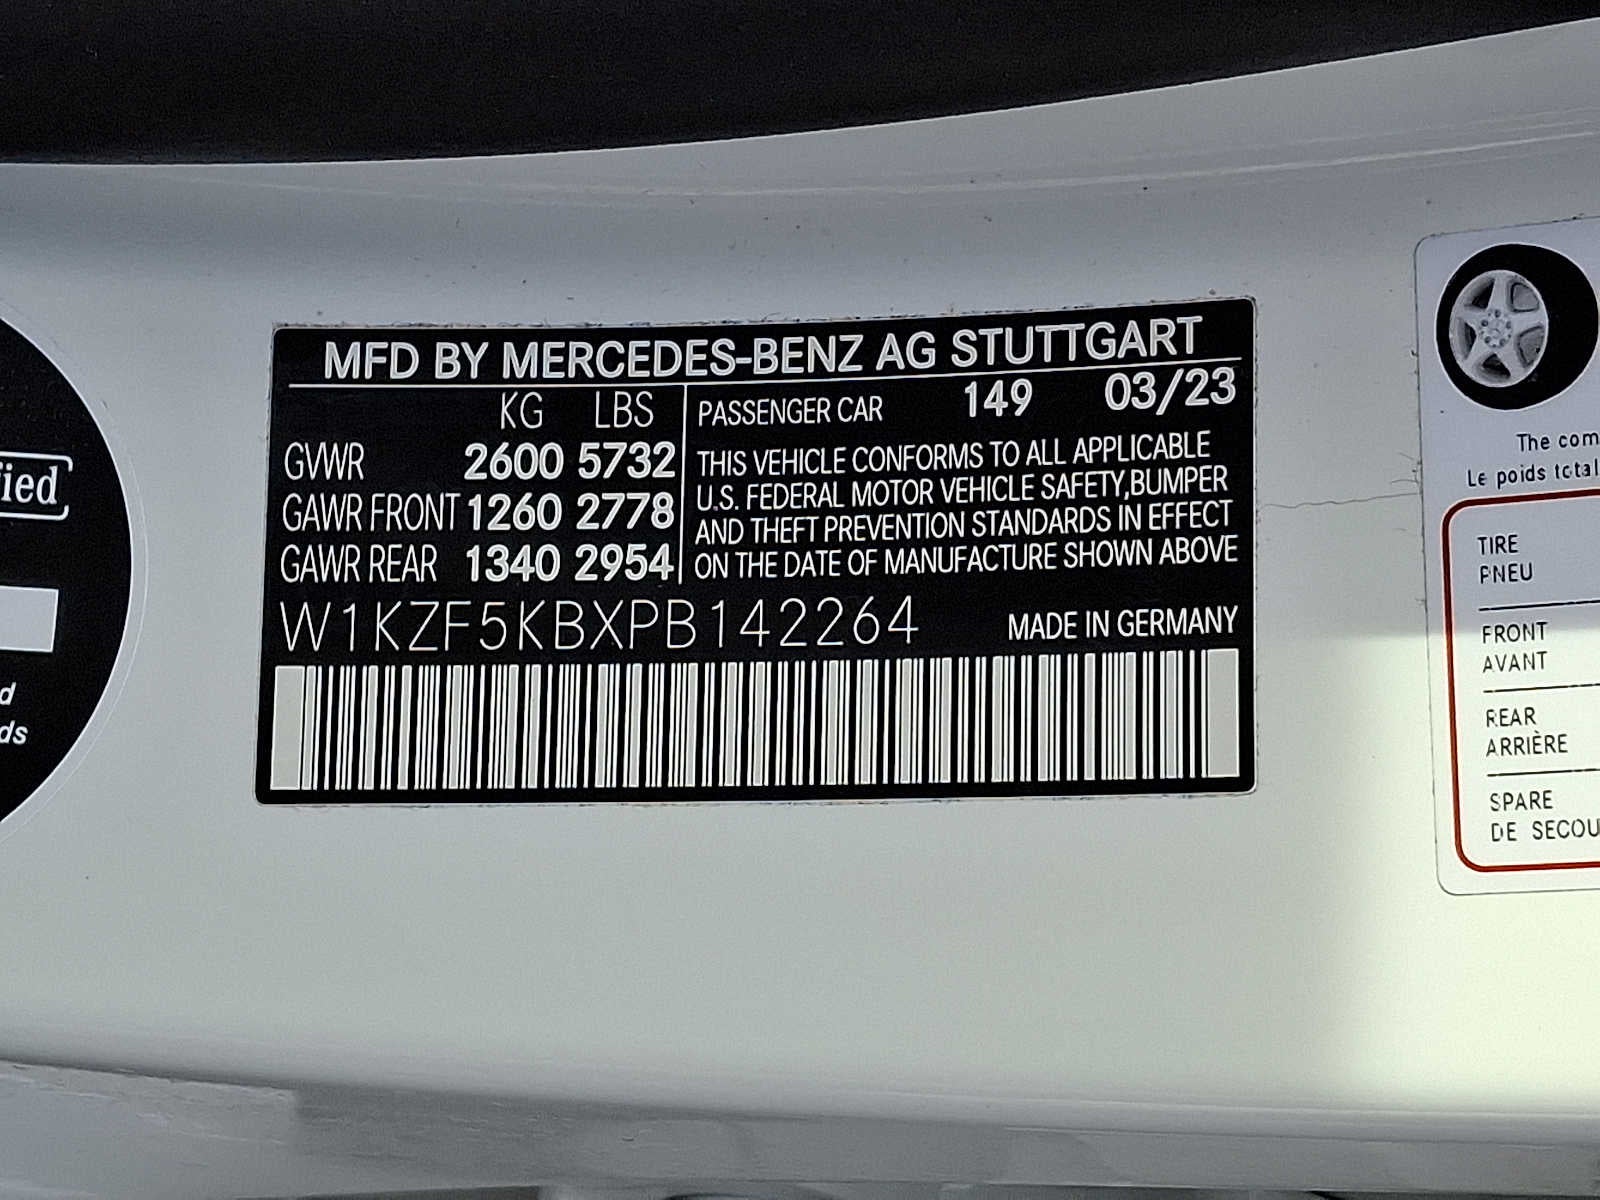 MFD BY MERCEDES-BENZ AG STUTTGART
KG LBS
GVWR 2600 5732
GAWR FRONT 1260 2778
GAWR REAR 1340 2954
PASSENGER CAR 149 03/23
THIS VEHICLE CONFORMS TO ALL APPLICABLE
U.S. FEDERAL MOTOR VEHICLE SAFETY,BUMPER
AND THEFT PREVENTION STANDARDS IN EFFECT
ON THE DATE OF MANUFACTURE SHOWN ABOVE
W1KZF5KBXPB142264 MADE IN GERMANY
The com
Le poids total
TIRE
PNEU
FRONT
AVANT
REAR
ARRIÈRE
SPARE
DE SECOU
ified
d
ds